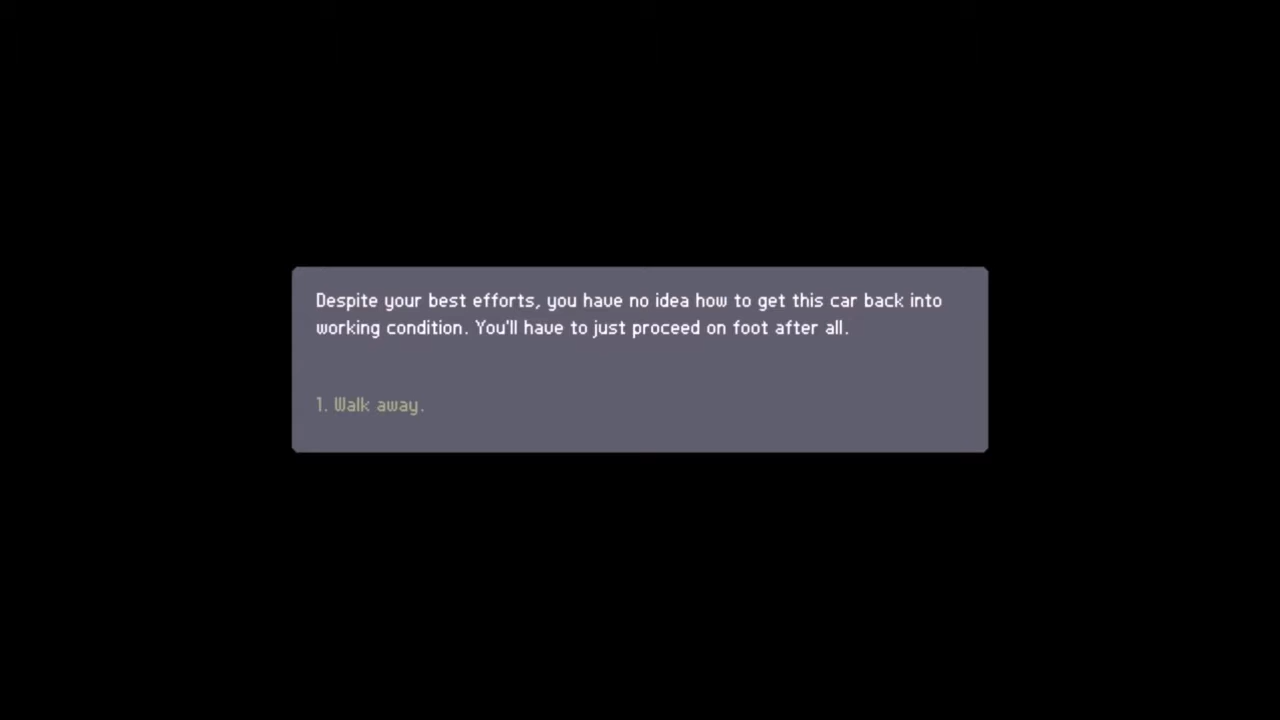 Despite your best efforts, you have no idea how to get this car back into
working condition. You'll have to just proceed on foot after all.
1. Walk away.